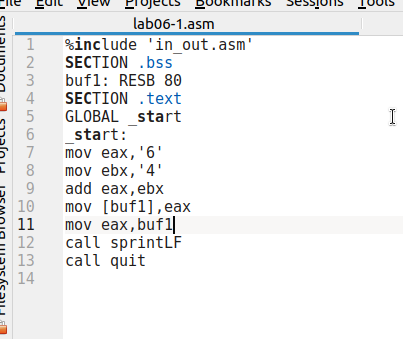 File Edit View Projects Bookmarks Sessions Tools
lab06-1.asm
Documents
Projects
Filesystem Browser
1 %include 'in_out.asm'
2 SECTION .bss
3 buf1: RESB 80
4 SECTION .text
5 GLOBAL _start
6 _start:
7 mov eax,'6'
8 mov ebx,'4'
9 add eax,ebx
10 mov [buf1],eax
11 mov eax,buf1
12 call sprintLF
13 call quit
14